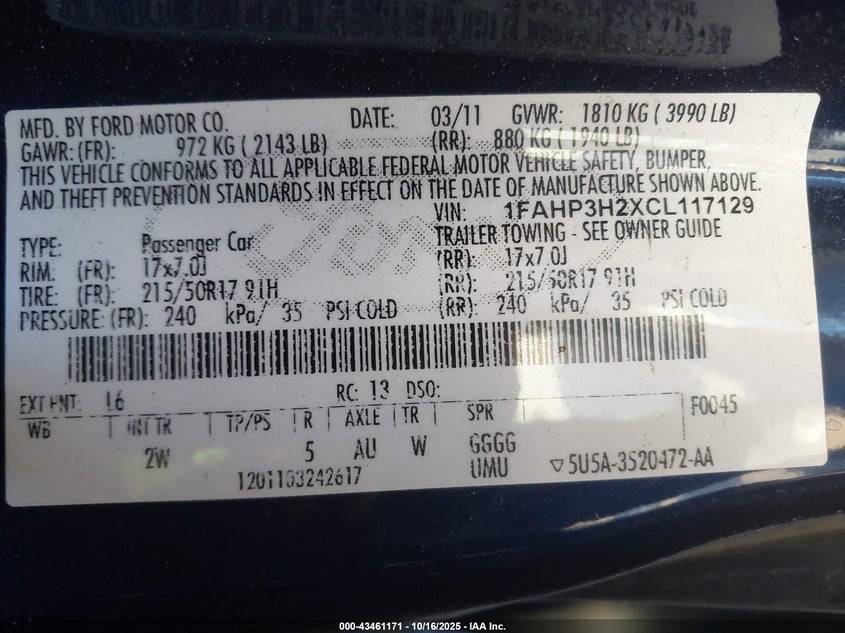 MFD. BY FORD MOTOR CO. DATE: 03/11 GVWR: 1810 KG ( 3990 LB)
GAWR: (FR): 972 KG ( 2143 LB) (RR): 880 KG ( 1940 LB)
THIS VEHICLE CONFORMS TO ALL APPLICABLE FEDERAL MOTOR VEHICLE SAFETY, BUMPER,
AND THEFT PREVENTION STANDARDS IN EFFECT ON THE DATE OF MANUFACTURE SHOWN ABOVE.
VIN: 1FAHP3H2XCL117129
TYPE: Passenger Car TRAILER TOWING - SEE OWNER GUIDE
RIM: (FR): 17x7.0J (RR): 17x7.0J
TIRE: (FR): 215/50R17 91H (RR): 215/50R17 91H
PRESSURE: (FR): 240 kPa/ 35 PSI COLD (RR): 240 kPa/ 35 PSI COLD
EXT PNT: 16 RC: 13 DSO: F0045
WB INT TR TP/PS R AXLE TR SPR
2W 5 AU W GGGG
UMU
1201103242617 ▽ 5U5A-3520472-AA
000-43461171 - 10/16/2025 - IAA Inc.